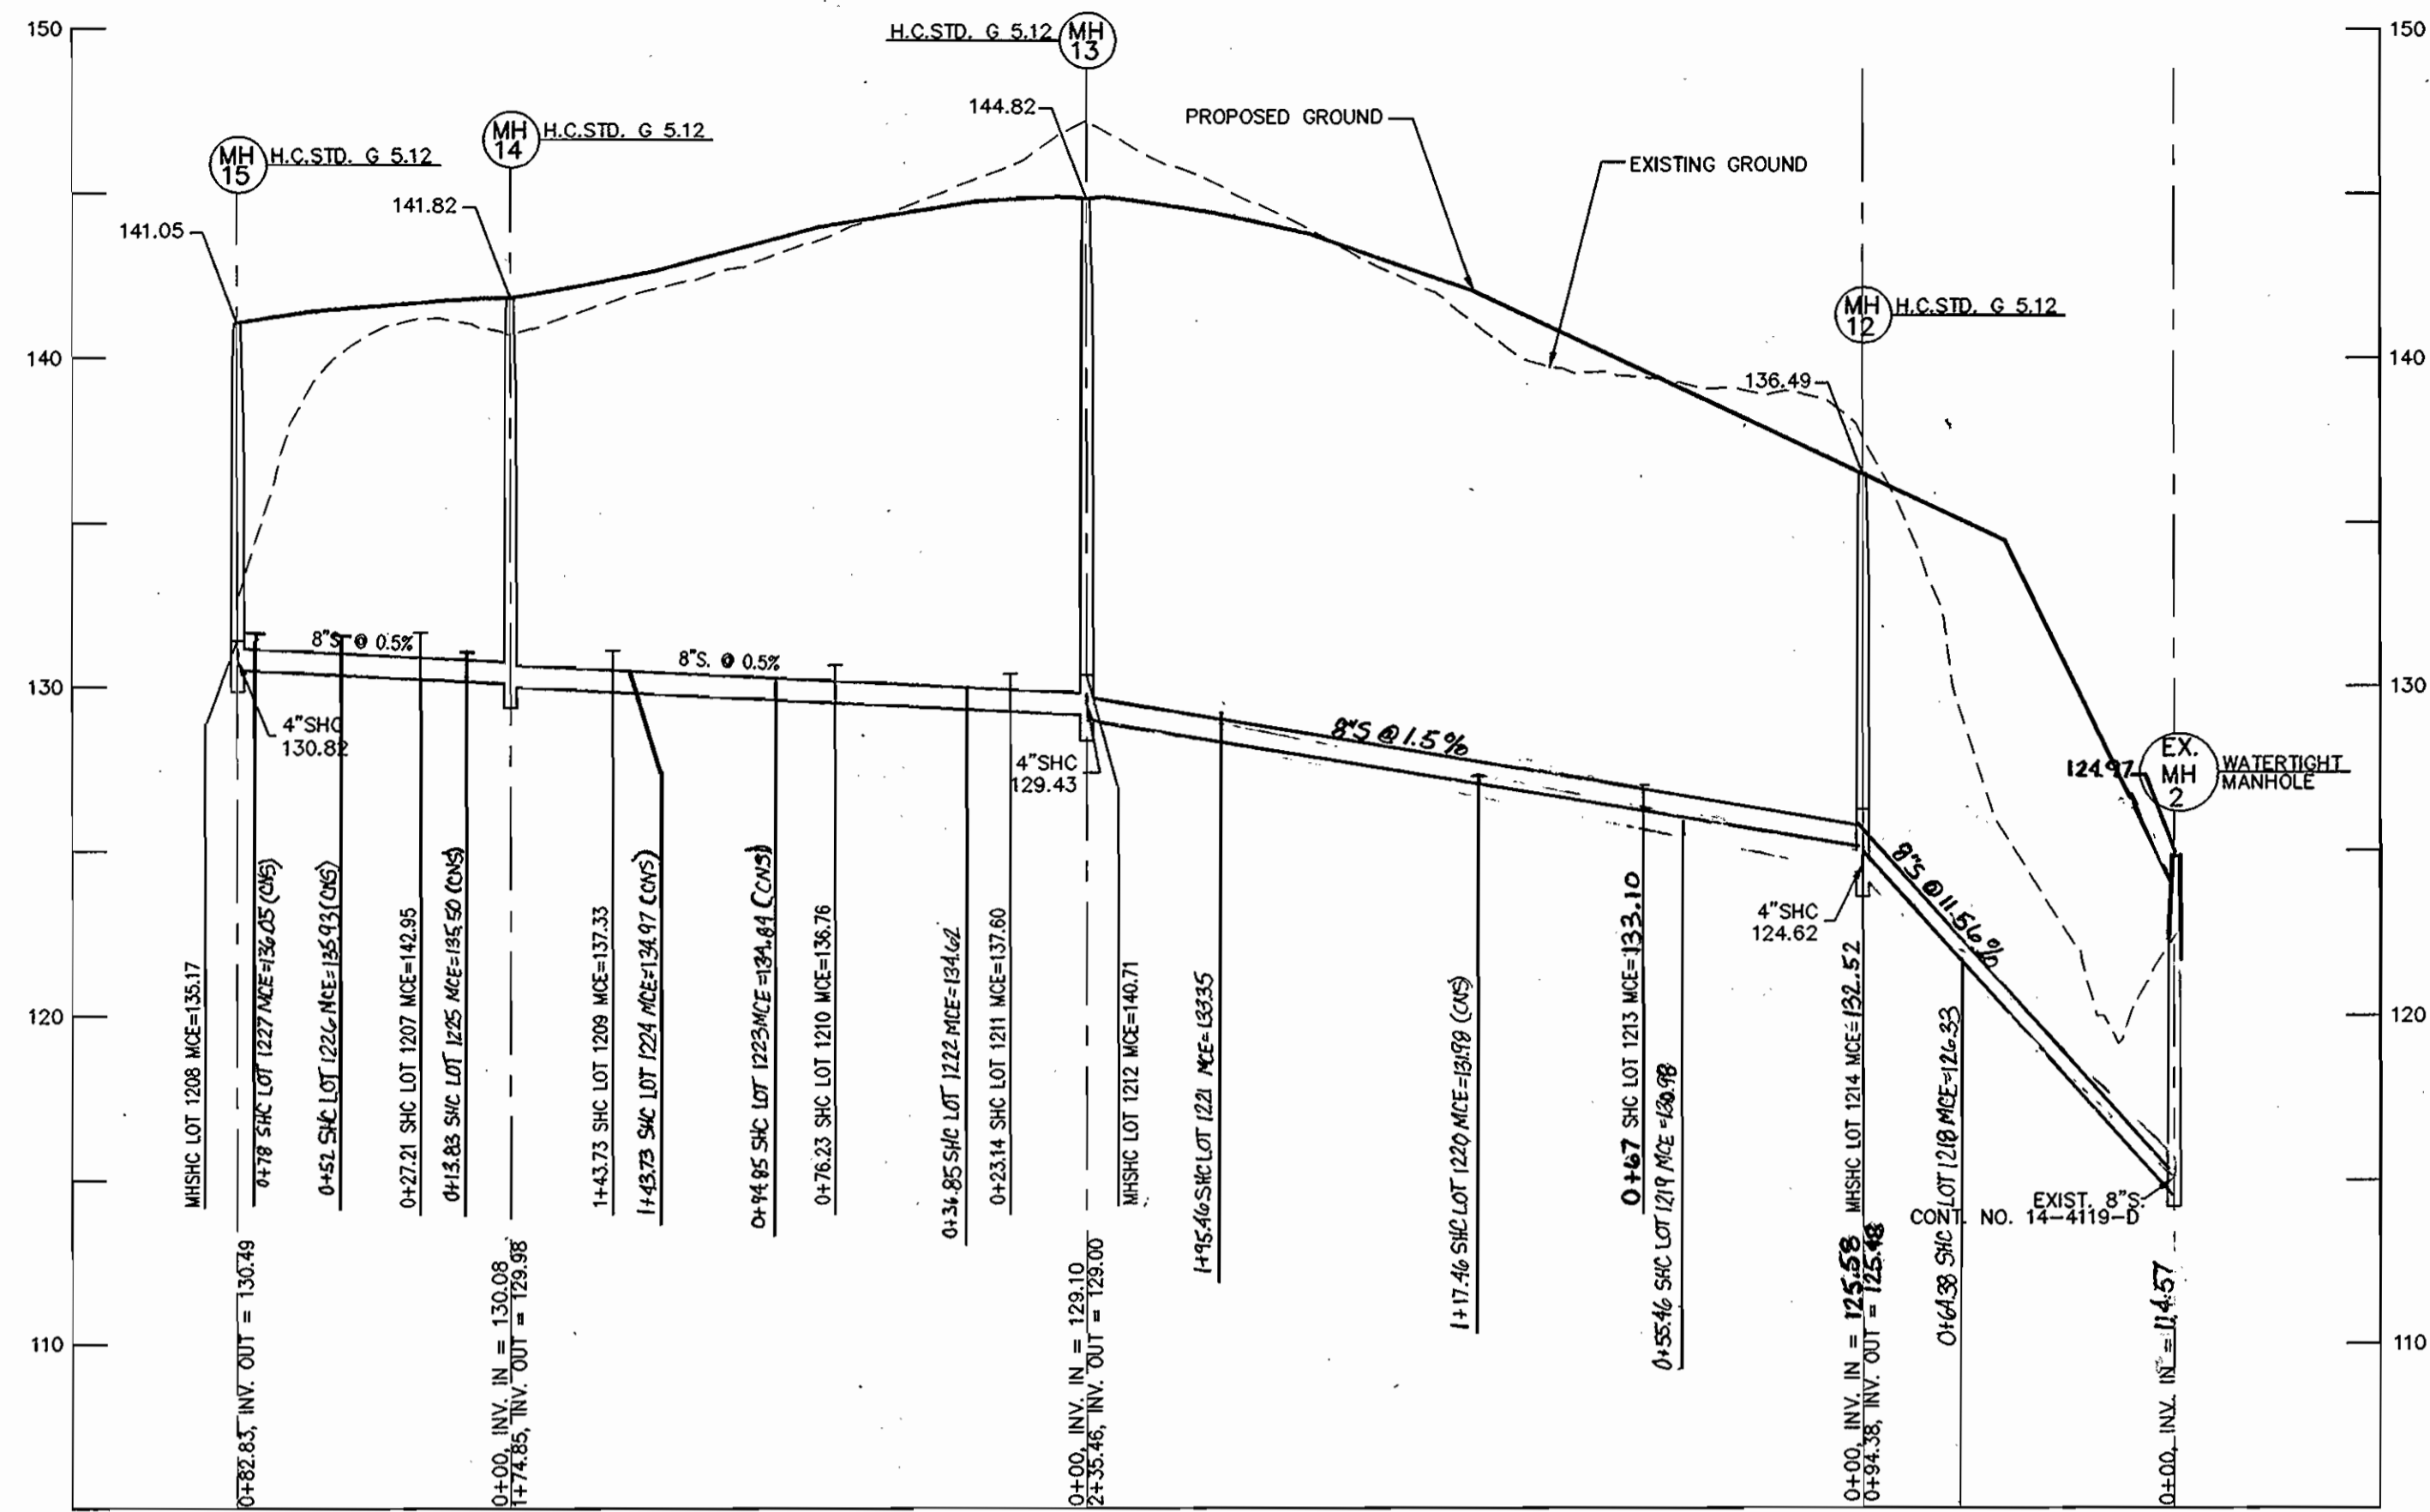 150
150
H.C.STD. G 5.12
MH
13
144.82
PROPOSED GROUND
EXISTING GROUND
MH
14
H.C.STD. G 5.12
MH
15
H.C.STD. G 5.12
141.82
141.05
MH
12
H.C.STD. G 5.12
136.49
140
140
8"S. @ 0.5%
8"S. @ 0.5%
130
130
4"SHC
130.82
4"SHC
129.43
8"S @ 1.5%
EX.
MH
2
WATERTIGHT
MANHOLE
124.97
8"S @ 11.56%
4"SHC
124.62
120
120
MHSHC LOT 1208 MCE=135.17
0+78 SHC LOT 1227 MCE=136.05 (CNS)
0+52 SHC LOT 1226 MCE=135.93 (CNS)
0+27.21 SHC LOT 1207 MCE=142.95
0+13.83 SHC LOT 1225 MCE=135.50 (CNS)
1+43.73 SHC LOT 1209 MCE=137.33
1+43.73 SHC LOT 1224 MCE=134.97 (CNS)
0+94.85 SHC LOT 1223 MCE=134.84 (CNS)
0+76.23 SHC LOT 1210 MCE=136.76
0+36.85 SHC LOT 1222 MCE=134.62
0+23.14 SHC LOT 1211 MCE=137.60
MHSHC LOT 1212 MCE=140.71
1+95.46 SHC LOT 1221 MCE=133.35
1+17.46 SHC LOT 1220 MCE=131.98 (CNS)
0+67 SHC LOT 1213 MCE=133.10
0+55.46 SHC LOT 1219 MCE=130.98
MHSHC LOT 1214 MCE=132.52
0+64.38 SHC LOT 1218 MCE=126.33
EXIST. 8"S.
CONT. NO. 14-4119-D
110
110
0+82.83, INV. OUT = 130.49
0+00, INV. IN = 130.08
1+74.85, INV. OUT = 129.98
0+00, INV. IN = 129.10
2+35.46, INV. OUT = 129.00
0+00, INV. IN = 125.58
0+94.38, INV. OUT = 125.48
0+00, INV. IN = 114.57